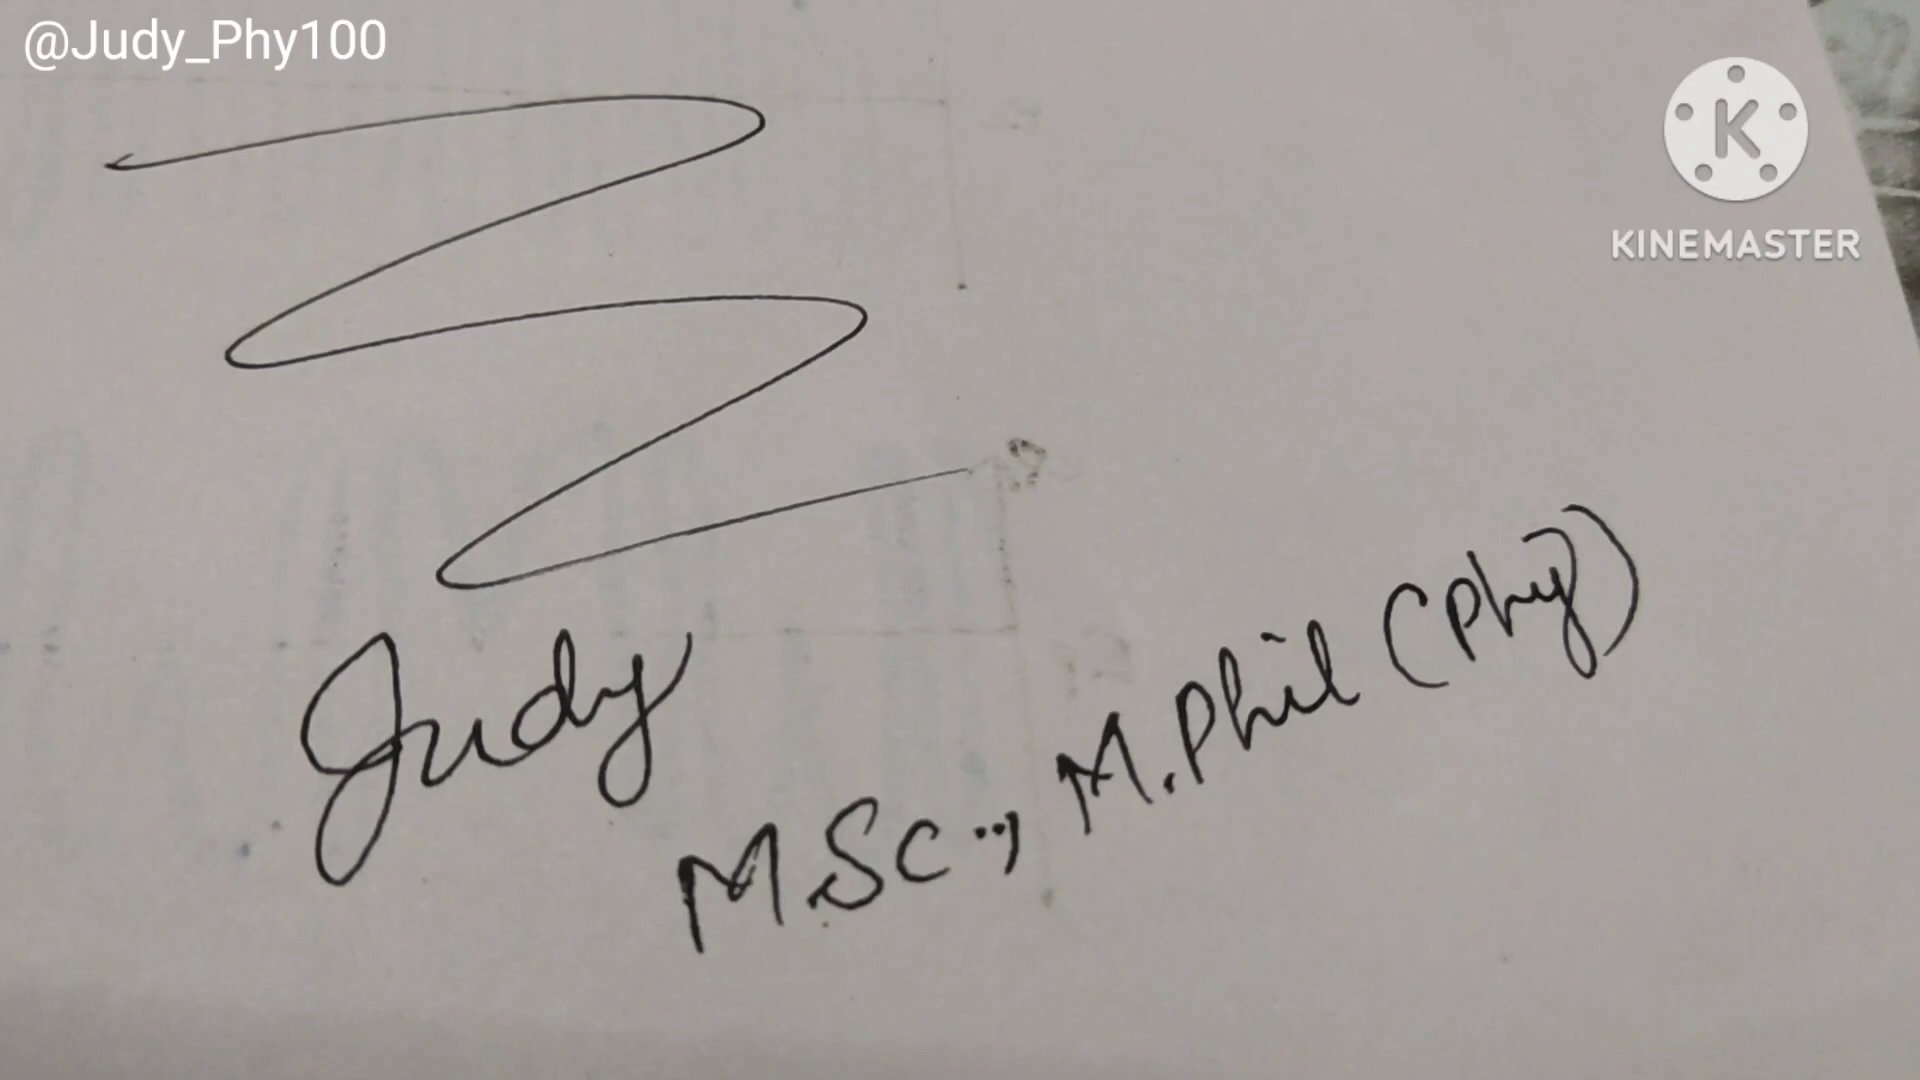 @Judy_Phy100
K
KINEMASTER
Judy
M.Sc., M.Phil (Phy)